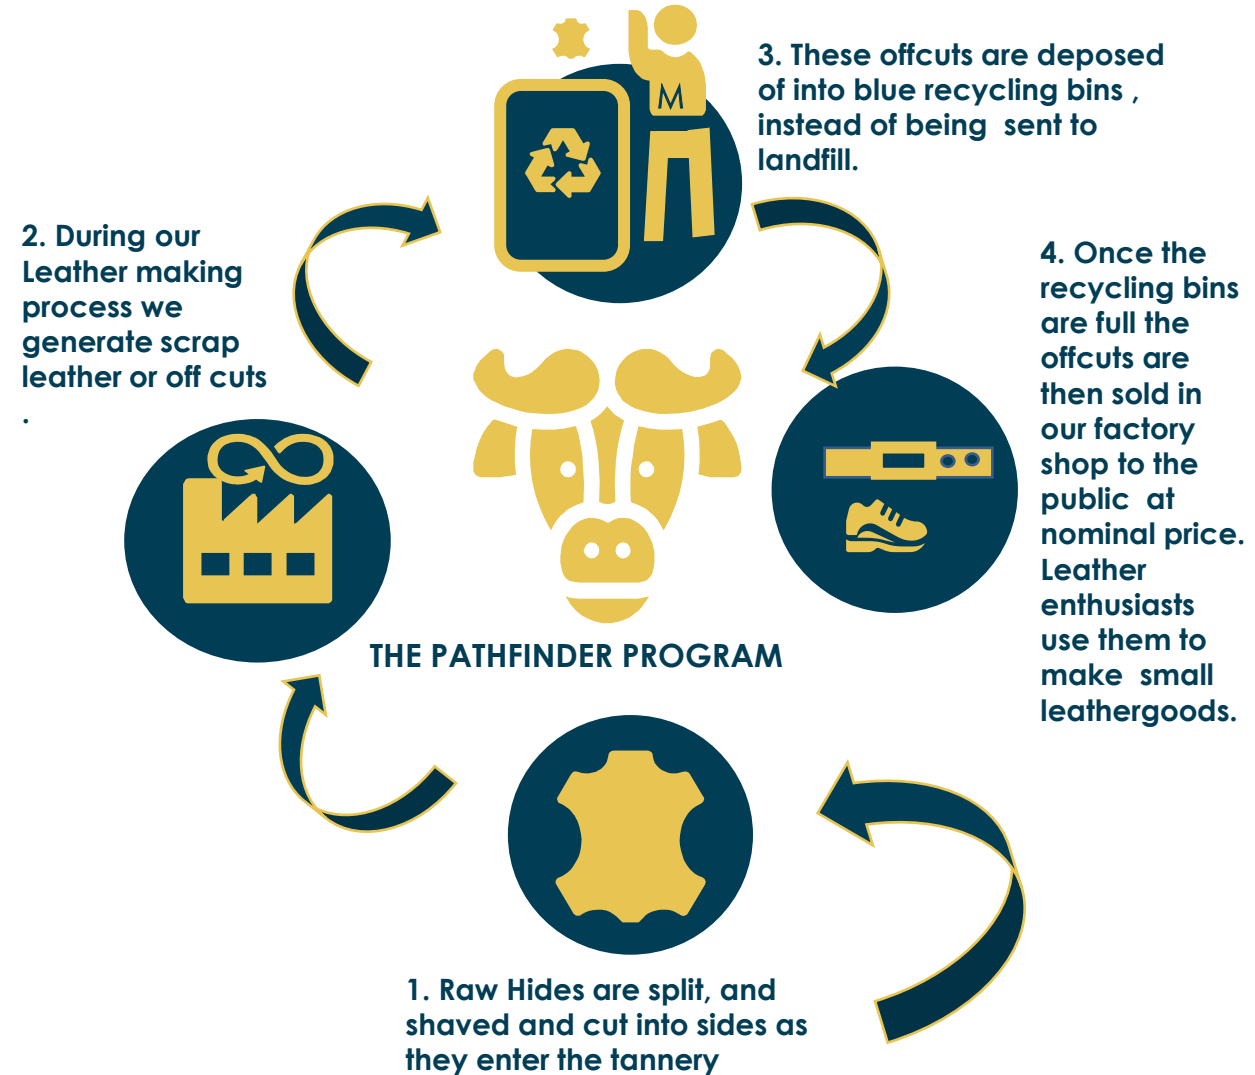 3. These offcuts are deposed
of into blue recycling bins ,
instead of being  sent to
landfill.
M
2. During our
Leather making
process we
generate scrap
leather or off cuts
.
4. Once the
recycling bins
are full the
offcuts are
then sold in
our factory
shop to the
public  at
nominal price.
Leather
enthusiasts
use them to
make  small
leathergoods.
THE PATHFINDER PROGRAM
1. Raw Hides are split, and
shaved and cut into sides as
they enter the tannery